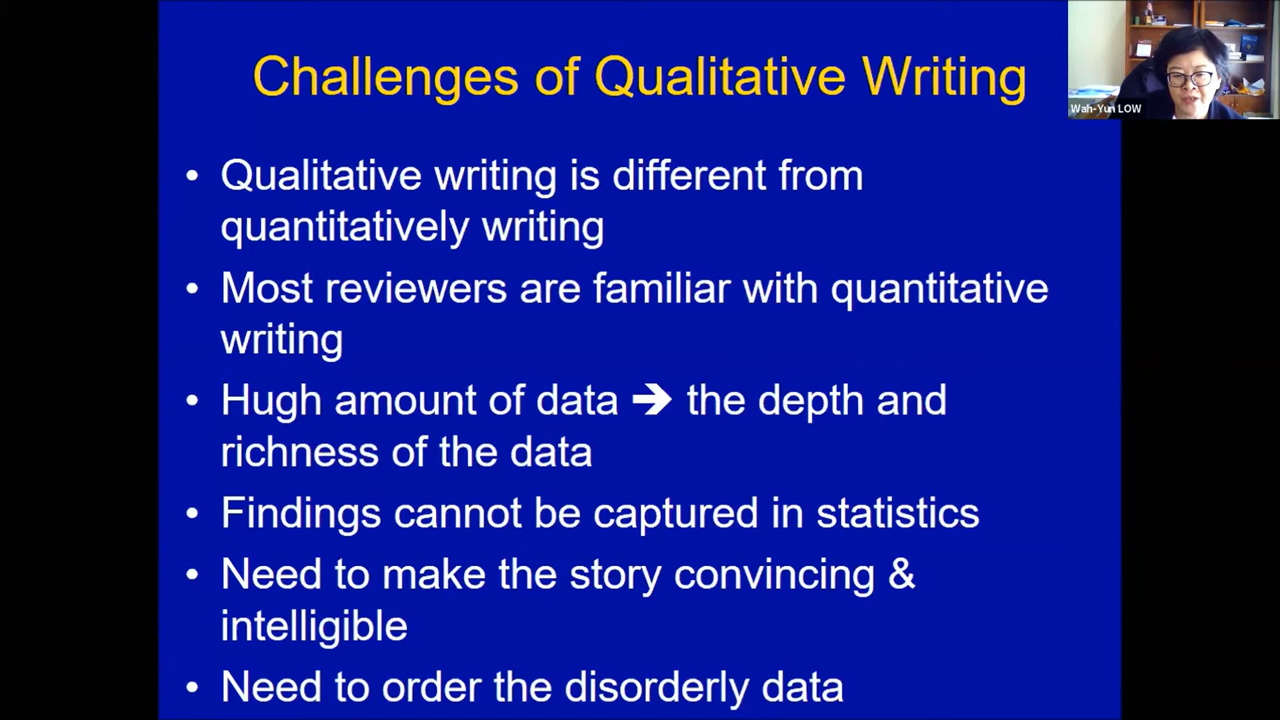 Challenges of Qualitative Writing
Wah-Yun LOW
• Qualitative writing is different from
quantitatively writing
• Most reviewers are familiar with quantitative
writing
• Hugh amount of data ➔ the depth and
richness of the data
• Findings cannot be captured in statistics
• Need to make the story convincing &
intelligible
• Need to order the disorderly data